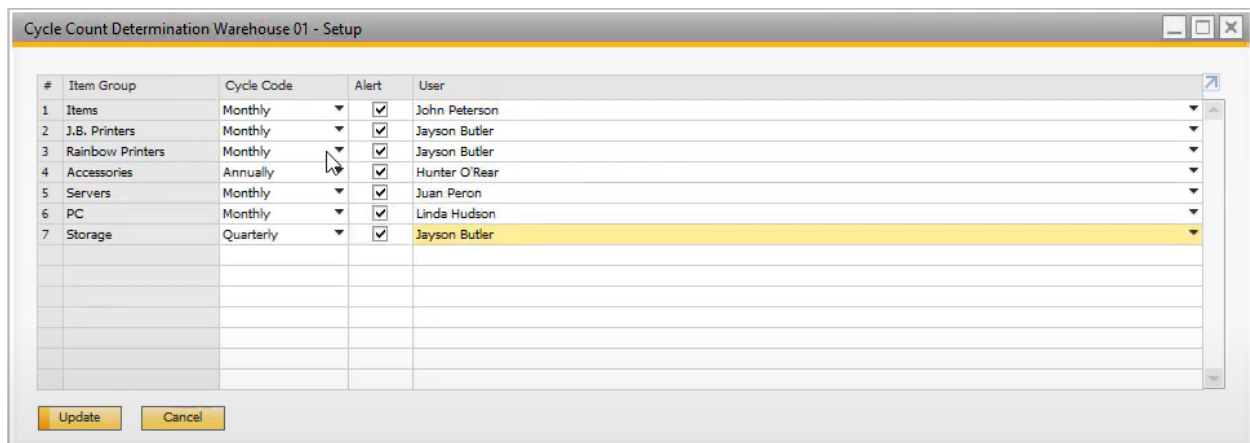 Cycle Count Determination Warehouse 01 - Setup
# Item Group Cycle Code Alert User
1 Items Monthly John Peterson
2 J.B. Printers Monthly Jayson Butler
3 Rainbow Printers Monthly Jayson Butler
4 Accessories Annually Hunter O'Rear
5 Servers Monthly Juan Peron
6 PC Monthly Linda Hudson
7 Storage Quarterly Jayson Butler
Update Cancel